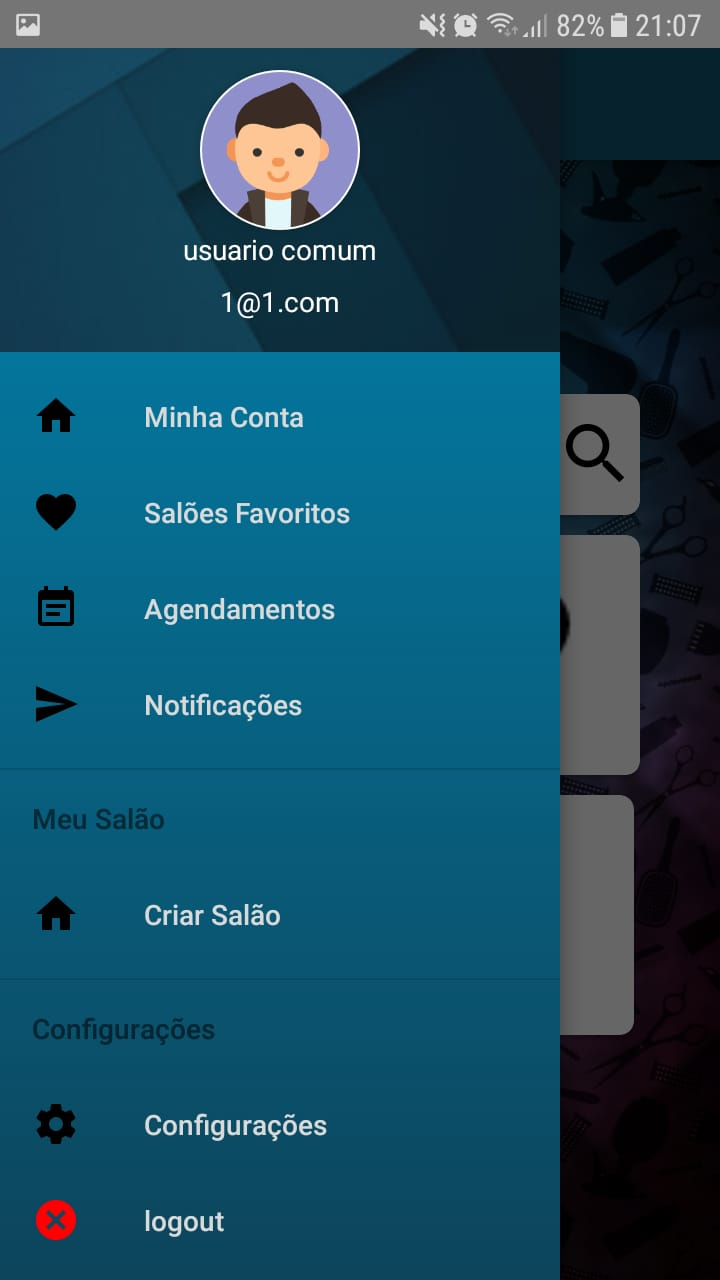 82% 21:07
usuario comum
1@1.com
Minha Conta
Salões Favoritos
Agendamentos
Notificações
Meu Salão
Criar Salão
Configurações
Configurações
logout